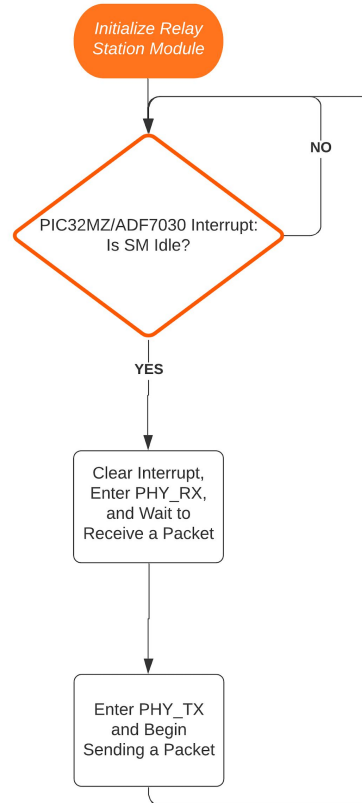 Initialize Relay
Station Module
NO
PIC32MZ/ADF7030 Interrupt:
Is SM Idle?
YES
Clear Interrupt,
Enter PHY_RX,
and Wait to
Receive a Packet
Enter PHY_TX
and Begin
Sending a Packet